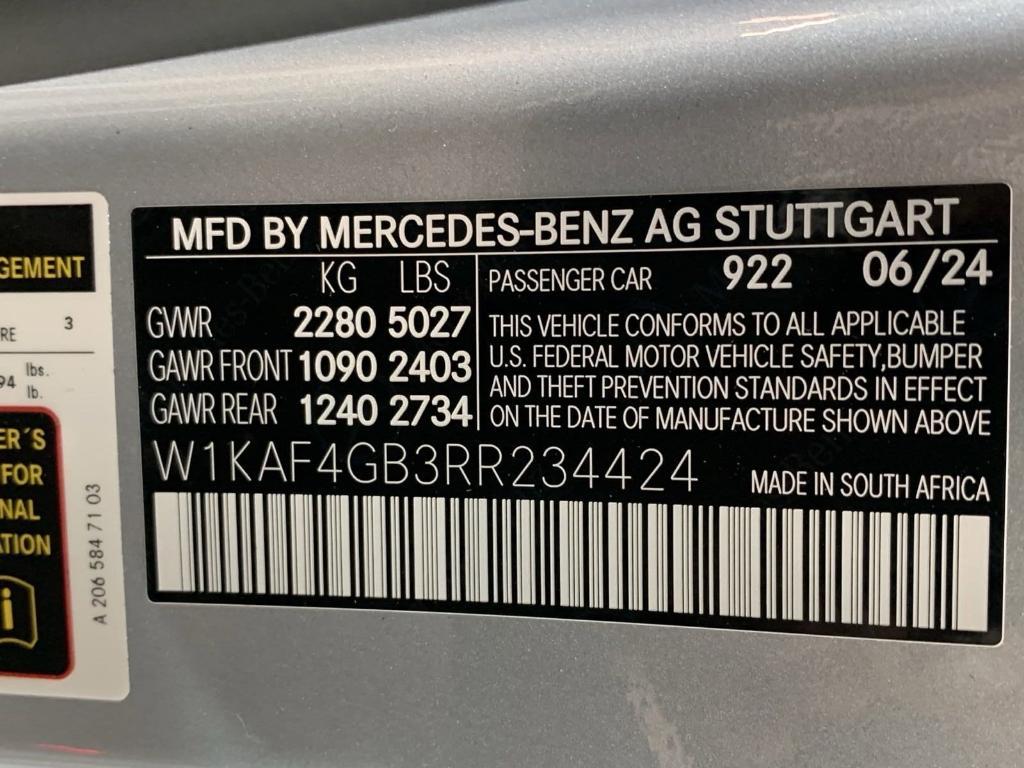 GEMENT
RE 3
94 lbs.
lb.
ER´S
FOR
NAL
TION
i
A 206 584 71 03
MFD BY MERCEDES-BENZ AG STUTTGART
KG LBS
GVWR 2280 5027
GAWR FRONT 1090 2403
GAWR REAR 1240 2734
PASSENGER CAR 922 06/24
THIS VEHICLE CONFORMS TO ALL APPLICABLE
U.S. FEDERAL MOTOR VEHICLE SAFETY,BUMPER
AND THEFT PREVENTION STANDARDS IN EFFECT
ON THE DATE OF MANUFACTURE SHOWN ABOVE
W1KAF4GB3RR234424
MADE IN SOUTH AFRICA